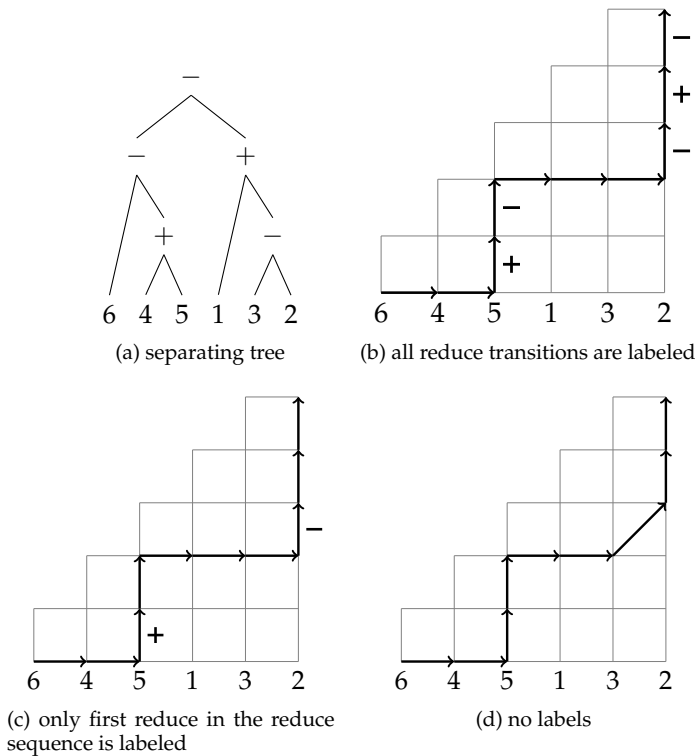 −
− +
+ −
6 4 5 1 3 2
(a) separating tree
−
+
−
−
+
6 4 5 1 3 2
(b) all reduce transitions are labeled
−
+
6 4 5 1 3 2
(c) only first reduce in the reduce
sequence is labeled
6 4 5 1 3 2
(d) no labels